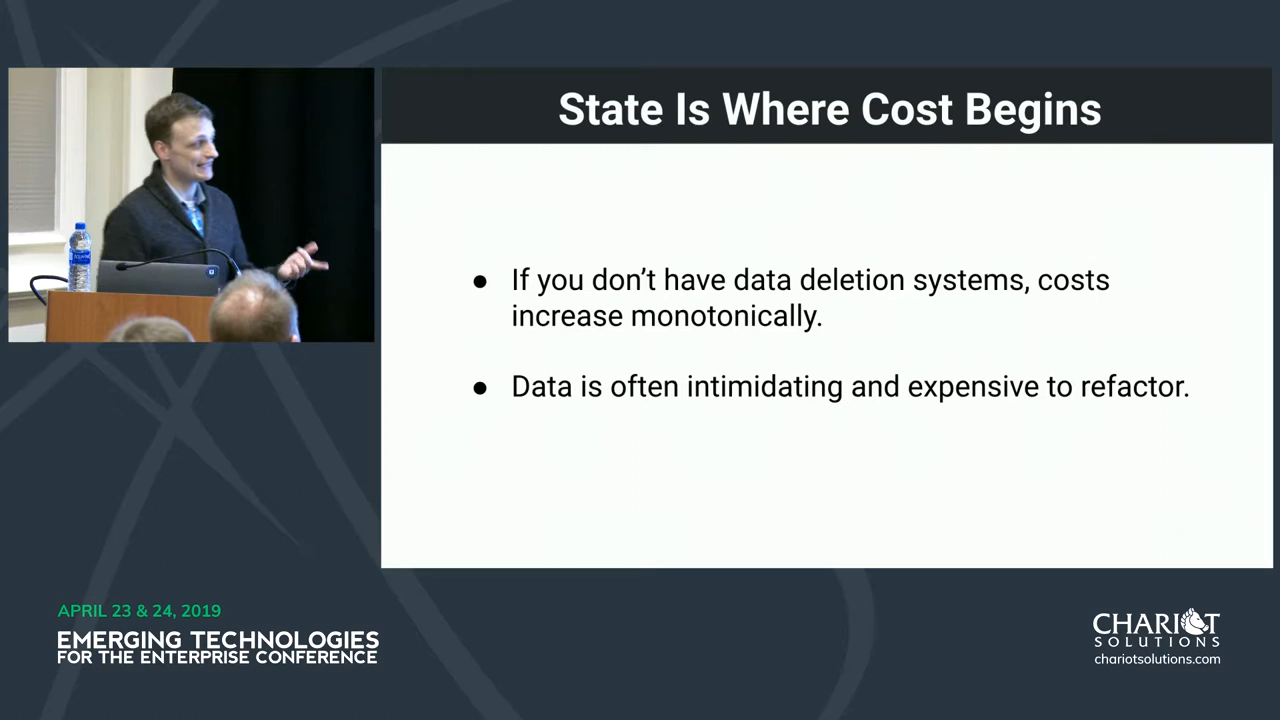 State Is Where Cost Begins
● If you don’t have data deletion systems, costs
increase monotonically.
● Data is often intimidating and expensive to refactor.
APRIL 23 & 24, 2019
EMERGING TECHNOLOGIES
FOR THE ENTERPRISE CONFERENCE
CHARIOT
SOLUTIONS
chariotsolutions.com